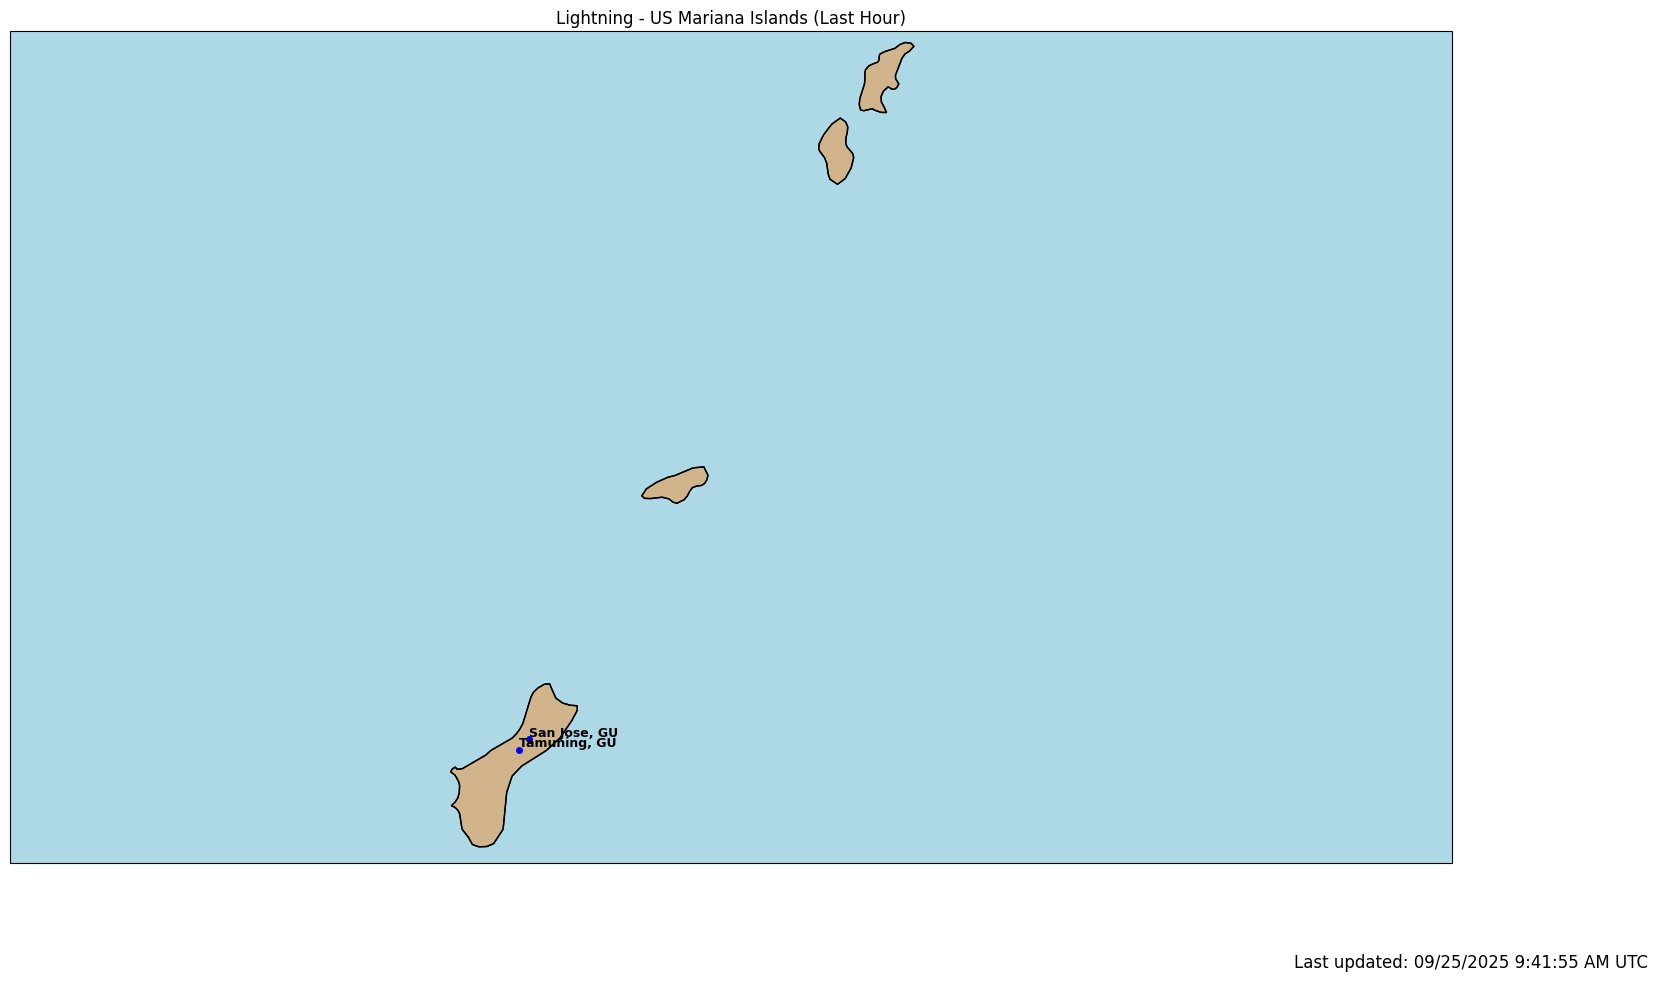 Lightning - US Mariana Islands (Last Hour)
San Jose, GU
Tamuning, GU
Last updated: 09/25/2025 9:41:55 AM UTC